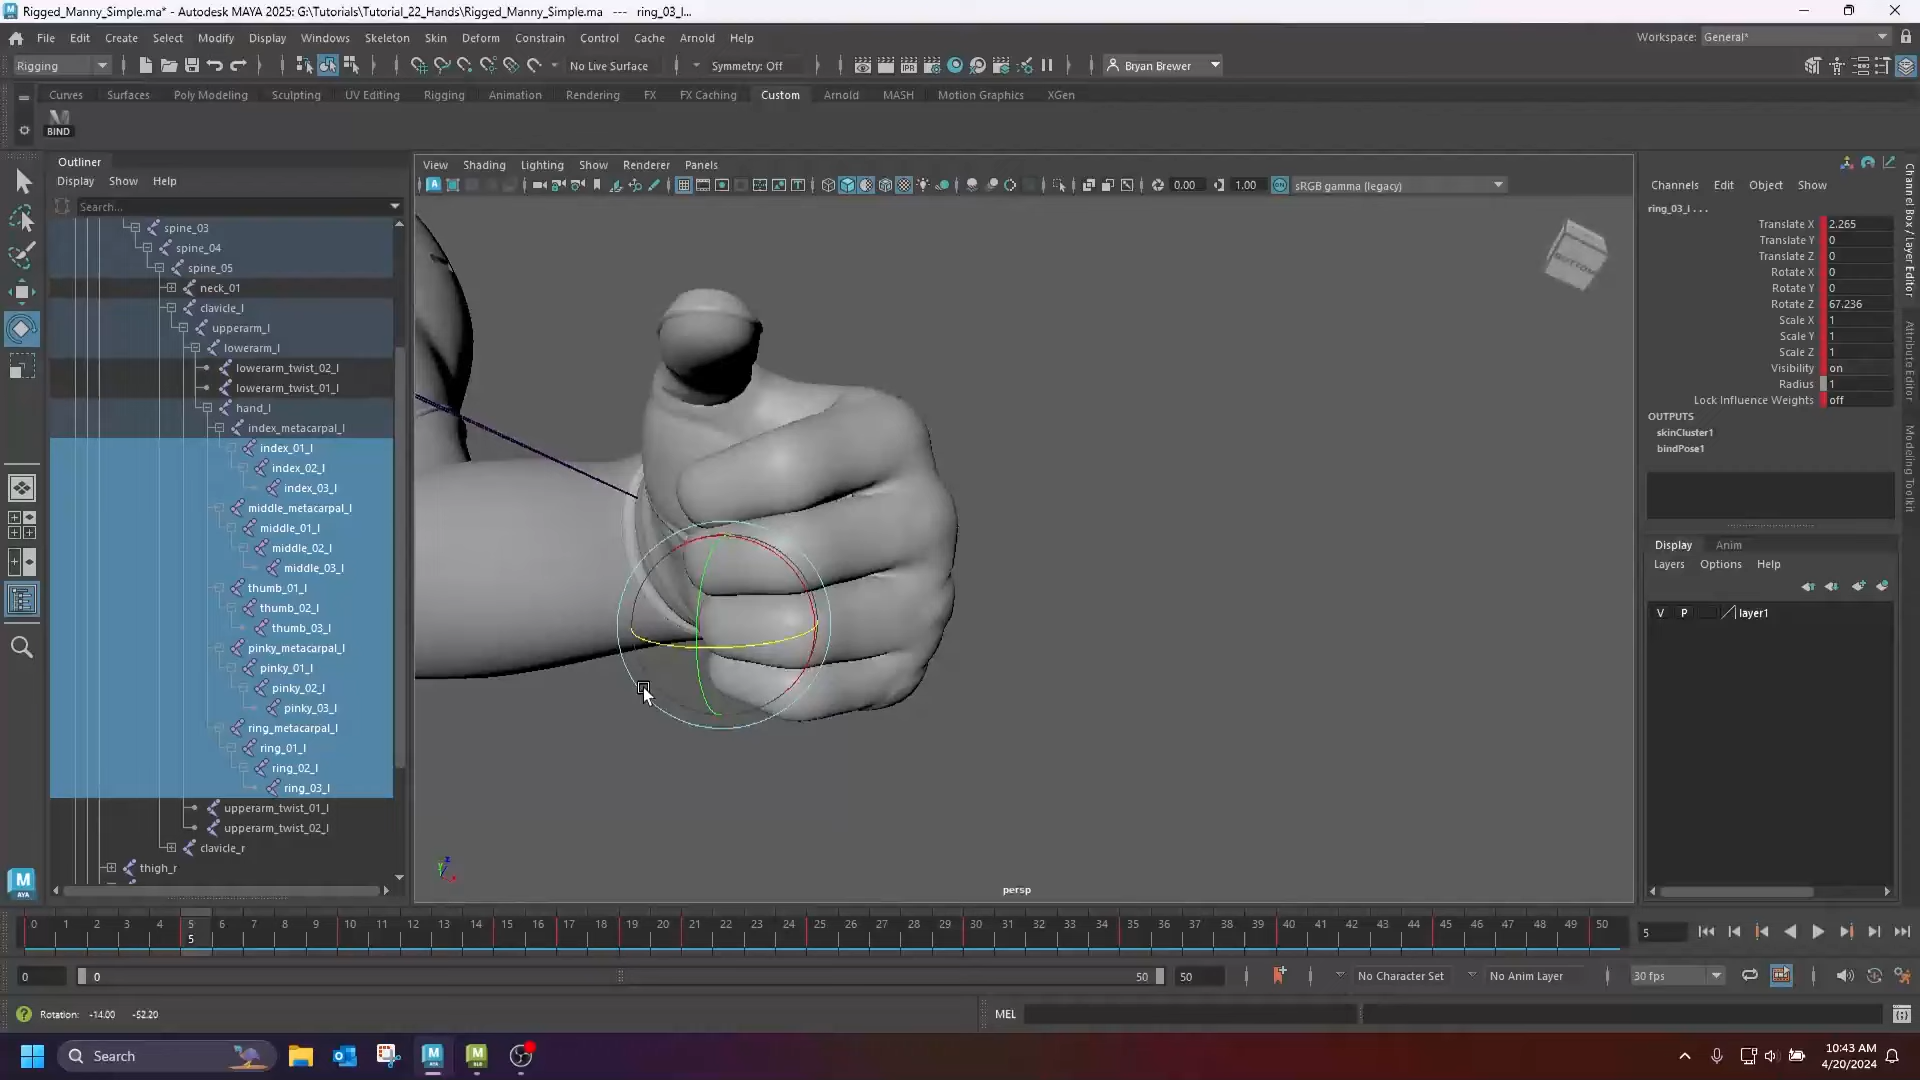 Rigged_Manny_Simple.ma* - Autodesk MAYA 2025: G:\Tutorials\Tutorial_22_Hands\Rigged_Manny_Simple.ma --- ring_03_l...
File Edit Create Select Modify Display Windows Skeleton Skin Deform Constrain Control Cache Arnold Help
Workspace: General*
Rigging
No Live Surface
Symmetry: Off
Bryan Brewer
Curves Surfaces Poly Modeling Sculpting UV Editing Rigging Animation Rendering FX FX Caching Custom Arnold MASH Motion Graphics XGen
BIND
Outliner
Display Show Help
Search...
spine_03
spine_04
spine_05
neck_01
clavicle_l
upperarm_l
lowerarm_l
lowerarm_twist_02_l
lowerarm_twist_01_l
hand_l
index_metacarpal_l
index_01_l
index_02_l
index_03_l
middle_metacarpal_l
middle_01_l
middle_02_l
middle_03_l
thumb_01_l
thumb_02_l
thumb_03_l
pinky_metacarpal_l
pinky_01_l
pinky_02_l
pinky_03_l
ring_metacarpal_l
ring_01_l
ring_02_l
ring_03_l
upperarm_twist_01_l
upperarm_twist_02_l
clavicle_r
thigh_r
View Shading Lighting Show Renderer Panels
0.00 1.00 ON sRGB gamma (legacy)
BOTTOM
persp
Channels Edit Object Show
ring_03_l . . .
Translate X 2.265
Translate Y 0
Translate Z 0
Rotate X 0
Rotate Y 0
Rotate Z 67.236
Scale X 1
Scale Y 1
Scale Z 1
Visibility on
Radius 1
Lock Influence Weights off
OUTPUTS
skinCluster1
bindPose1
Display Anim
Layers Options Help
V P layer1
Channel Box / Layer Editor
Attribute Editor
Modeling Toolkit
0 1 2 3 4 5 6 7 8 9 10 11 12 13 14 15 16 17 18 19 20 21 22 23 24 25 26 27 28 29 30 31 32 33 34 35 36 37 38 39 40 41 42 43 44 45 46 47 48 49 50
5
5
0 0 50 50 No Character Set No Anim Layer 30 fps
Rotation: -14.00 -52.20
MEL
Search
10:43 AM
4/20/2024